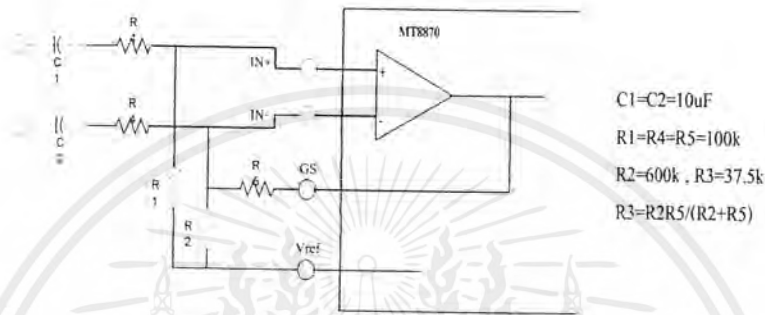 R
MT8870
C
1
IN+
R
4
IN-
C
R
GS
R
1
R
2
Vref
C1=C2=10uF
R1=R4=R5=100k
R2=600k , R3=37.5k
R3=R2R5/(R2+R5)